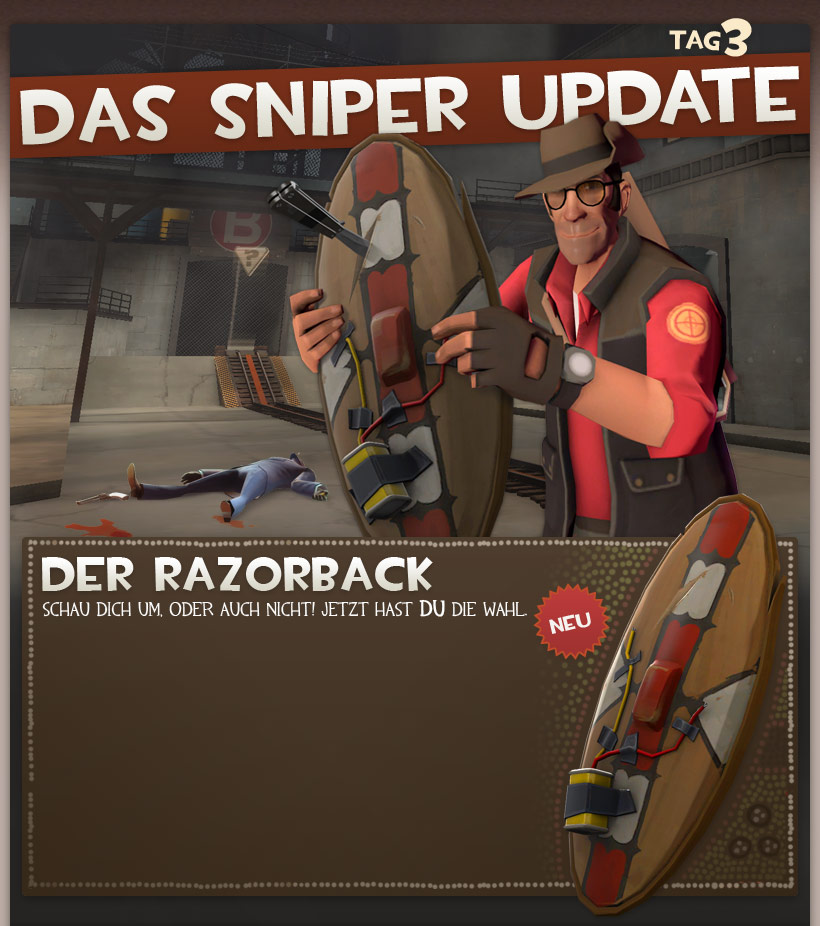 TAG 3
DAS SNIPER UPDATE
B
?
DER RAZORBACK
SCHAU DICH UM, ODER AUCH NICHT! JETZT HAST DU DIE WAHL.
NEU